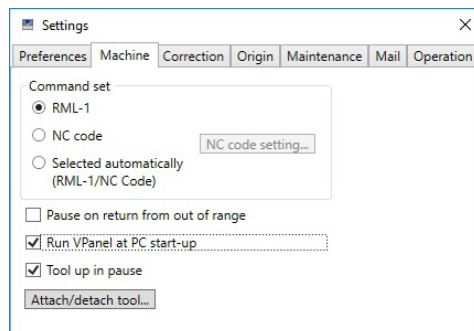 Settings
Preferences Machine Correction Origin Maintenance Mail Operation
Command set
RML-1
NC code
NC code setting...
Selected automatically
(RML-1/NC Code)
Pause on return from out of range
Run VPanel at PC start-up
Tool up in pause
Attach/detach tool...